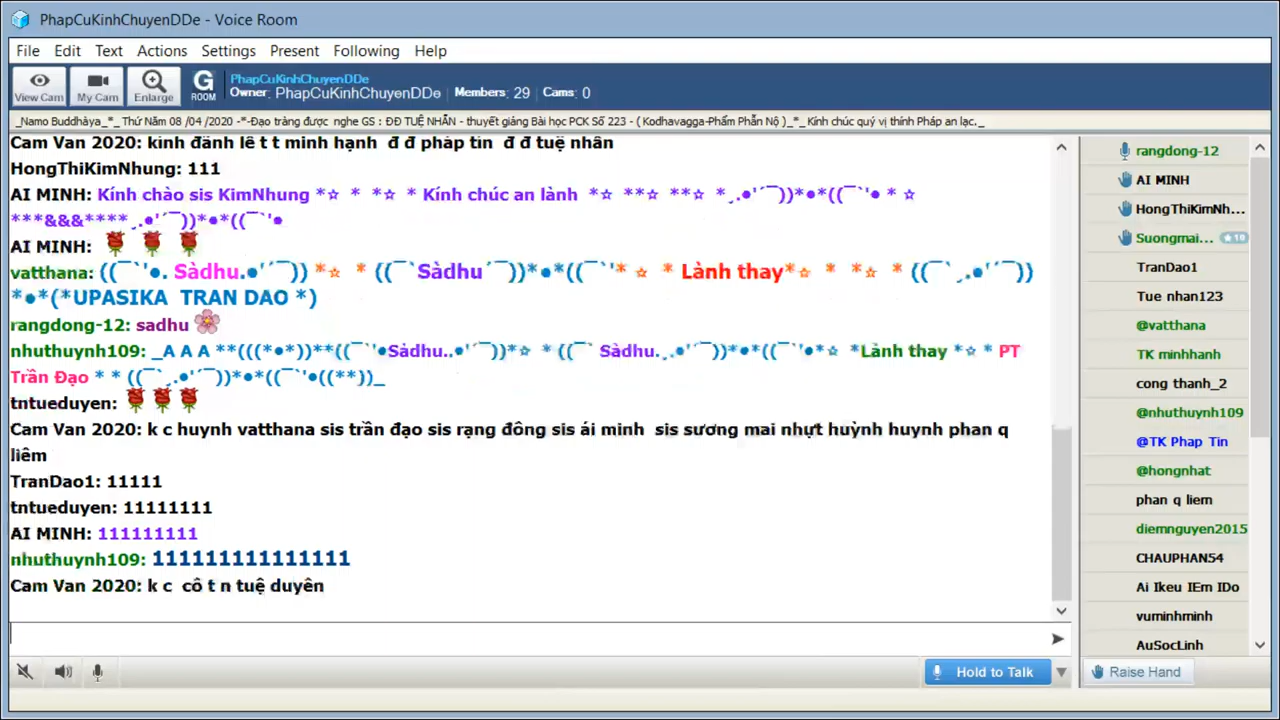 PhapCuKinhChuyenDDe - Voice Room
File Edit Text Actions Settings Present Following Help
View Cam My Cam Enlarge G ROOM
PhapCuKinhChuyenDDe
Owner: PhapCuKinhChuyenDDe Members: 29 Cams: 0
_Namo Buddhàya_*_ Thứ Năm 08 /04 /2020 -*-Đạo tràng được nghe GS : ĐĐ TUỆ NHẪN - thuyết giảng Bài học PCK Số 223 - ( Kodhavagga-Phẩm Phẫn Nộ )_*_ Kính chúc quý vị thính Pháp an lạc._
Cam Van 2020: kính đãnh lê t t minh hạnh đ đ pháp tín đ đ tuệ nhân
HongThiKimNhung: 111
AI MINH: Kính chào sis KimNhung *☆ * *☆ * Kính chúc an lành *☆ **☆ **☆ *¸.●'´¯))*●*((¯`'● * ☆
***&&&****¸.●'´¯))*●*((¯`'●
AI MINH:
vatthana: ((¯`'●. Sàdhu.●'´¯)) *☆ * ((¯`Sàdhu´¯))*●*((¯`'* ☆ * Lành thay*☆ * *☆ * ((¯`¸.●'´¯))
*●*(*UPASIKA TRAN DAO *)
rangdong-12: sadhu
nhuthuynh109: _A A A **(((*●*))**((¯`'●Sàdhu..●'´¯))*☆ * ((¯` Sàdhu.¸.●'´¯))*●*((¯`'●*☆ *Lành thay *☆ * PT
Trần Đạo * * ((¯`¸.●'´¯))*●*((¯`'●((**))_
tntueduyen:
Cam Van 2020: k c huynh vatthana sis trần đạo sis rạng đông sis ái minh sis sương mai nhựt huỳnh huynh phan q
liêm
TranDao1: 11111
tntueduyen: 11111111
AI MINH: 111111111
nhuthuynh109: 111111111111111
Cam Van 2020: k c cô t n tuệ duyên
Hold to Talk
rangdong-12
AI MINH
HongThiKimNh...
Suongmai... ★10
TranDao1
Tue nhan123
@vatthana
TK minhhanh
cong thanh_2
@nhuthuynh109
@TK Phap Tin
@hongnhat
phan q liem
diemnguyen2015
CHAUPHAN54
Ai Ikeu IEm IDo
vuminhminh
AuSocLinh
Raise Hand